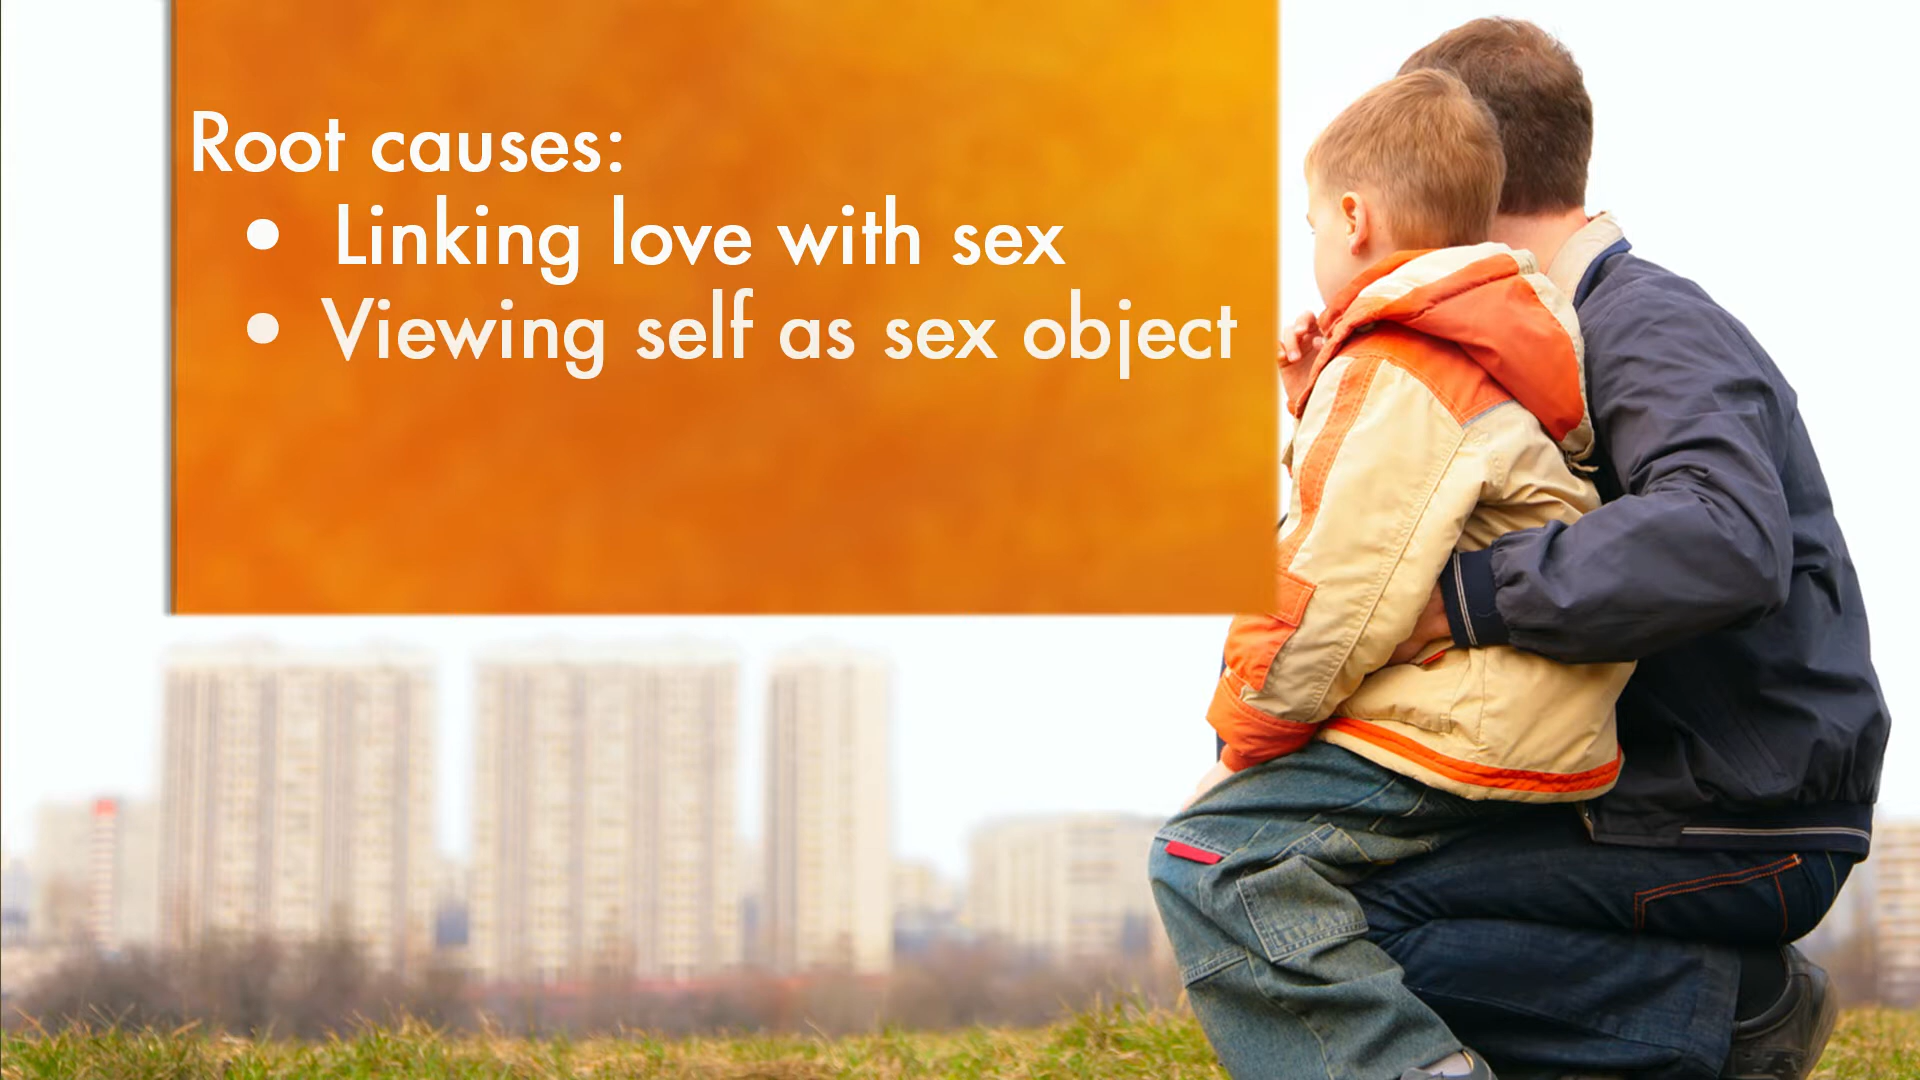 Root causes:
• Linking love with sex
• Viewing self as sex object